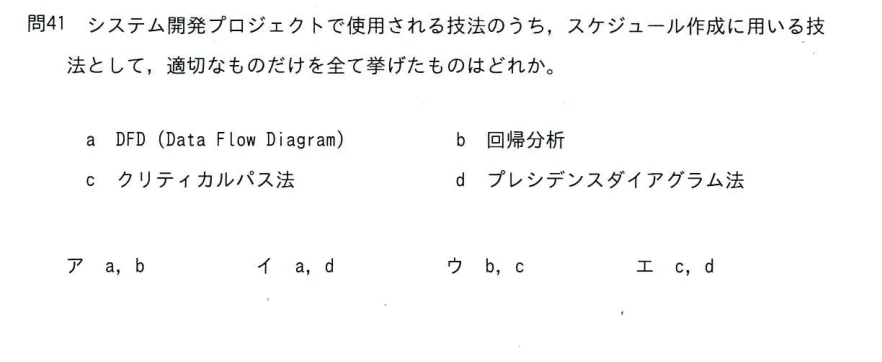 問41 システム開発プロジェクトで使用される技法のうち，スケジュール作成に用いる技
法として，適切なものだけを全て挙げたものはどれか。
a DFD (Data Flow Diagram) b 回帰分析
c クリティカルパス法 d プレシデンスダイアグラム法
ア a, b イ a, d ウ b, c エ c, d